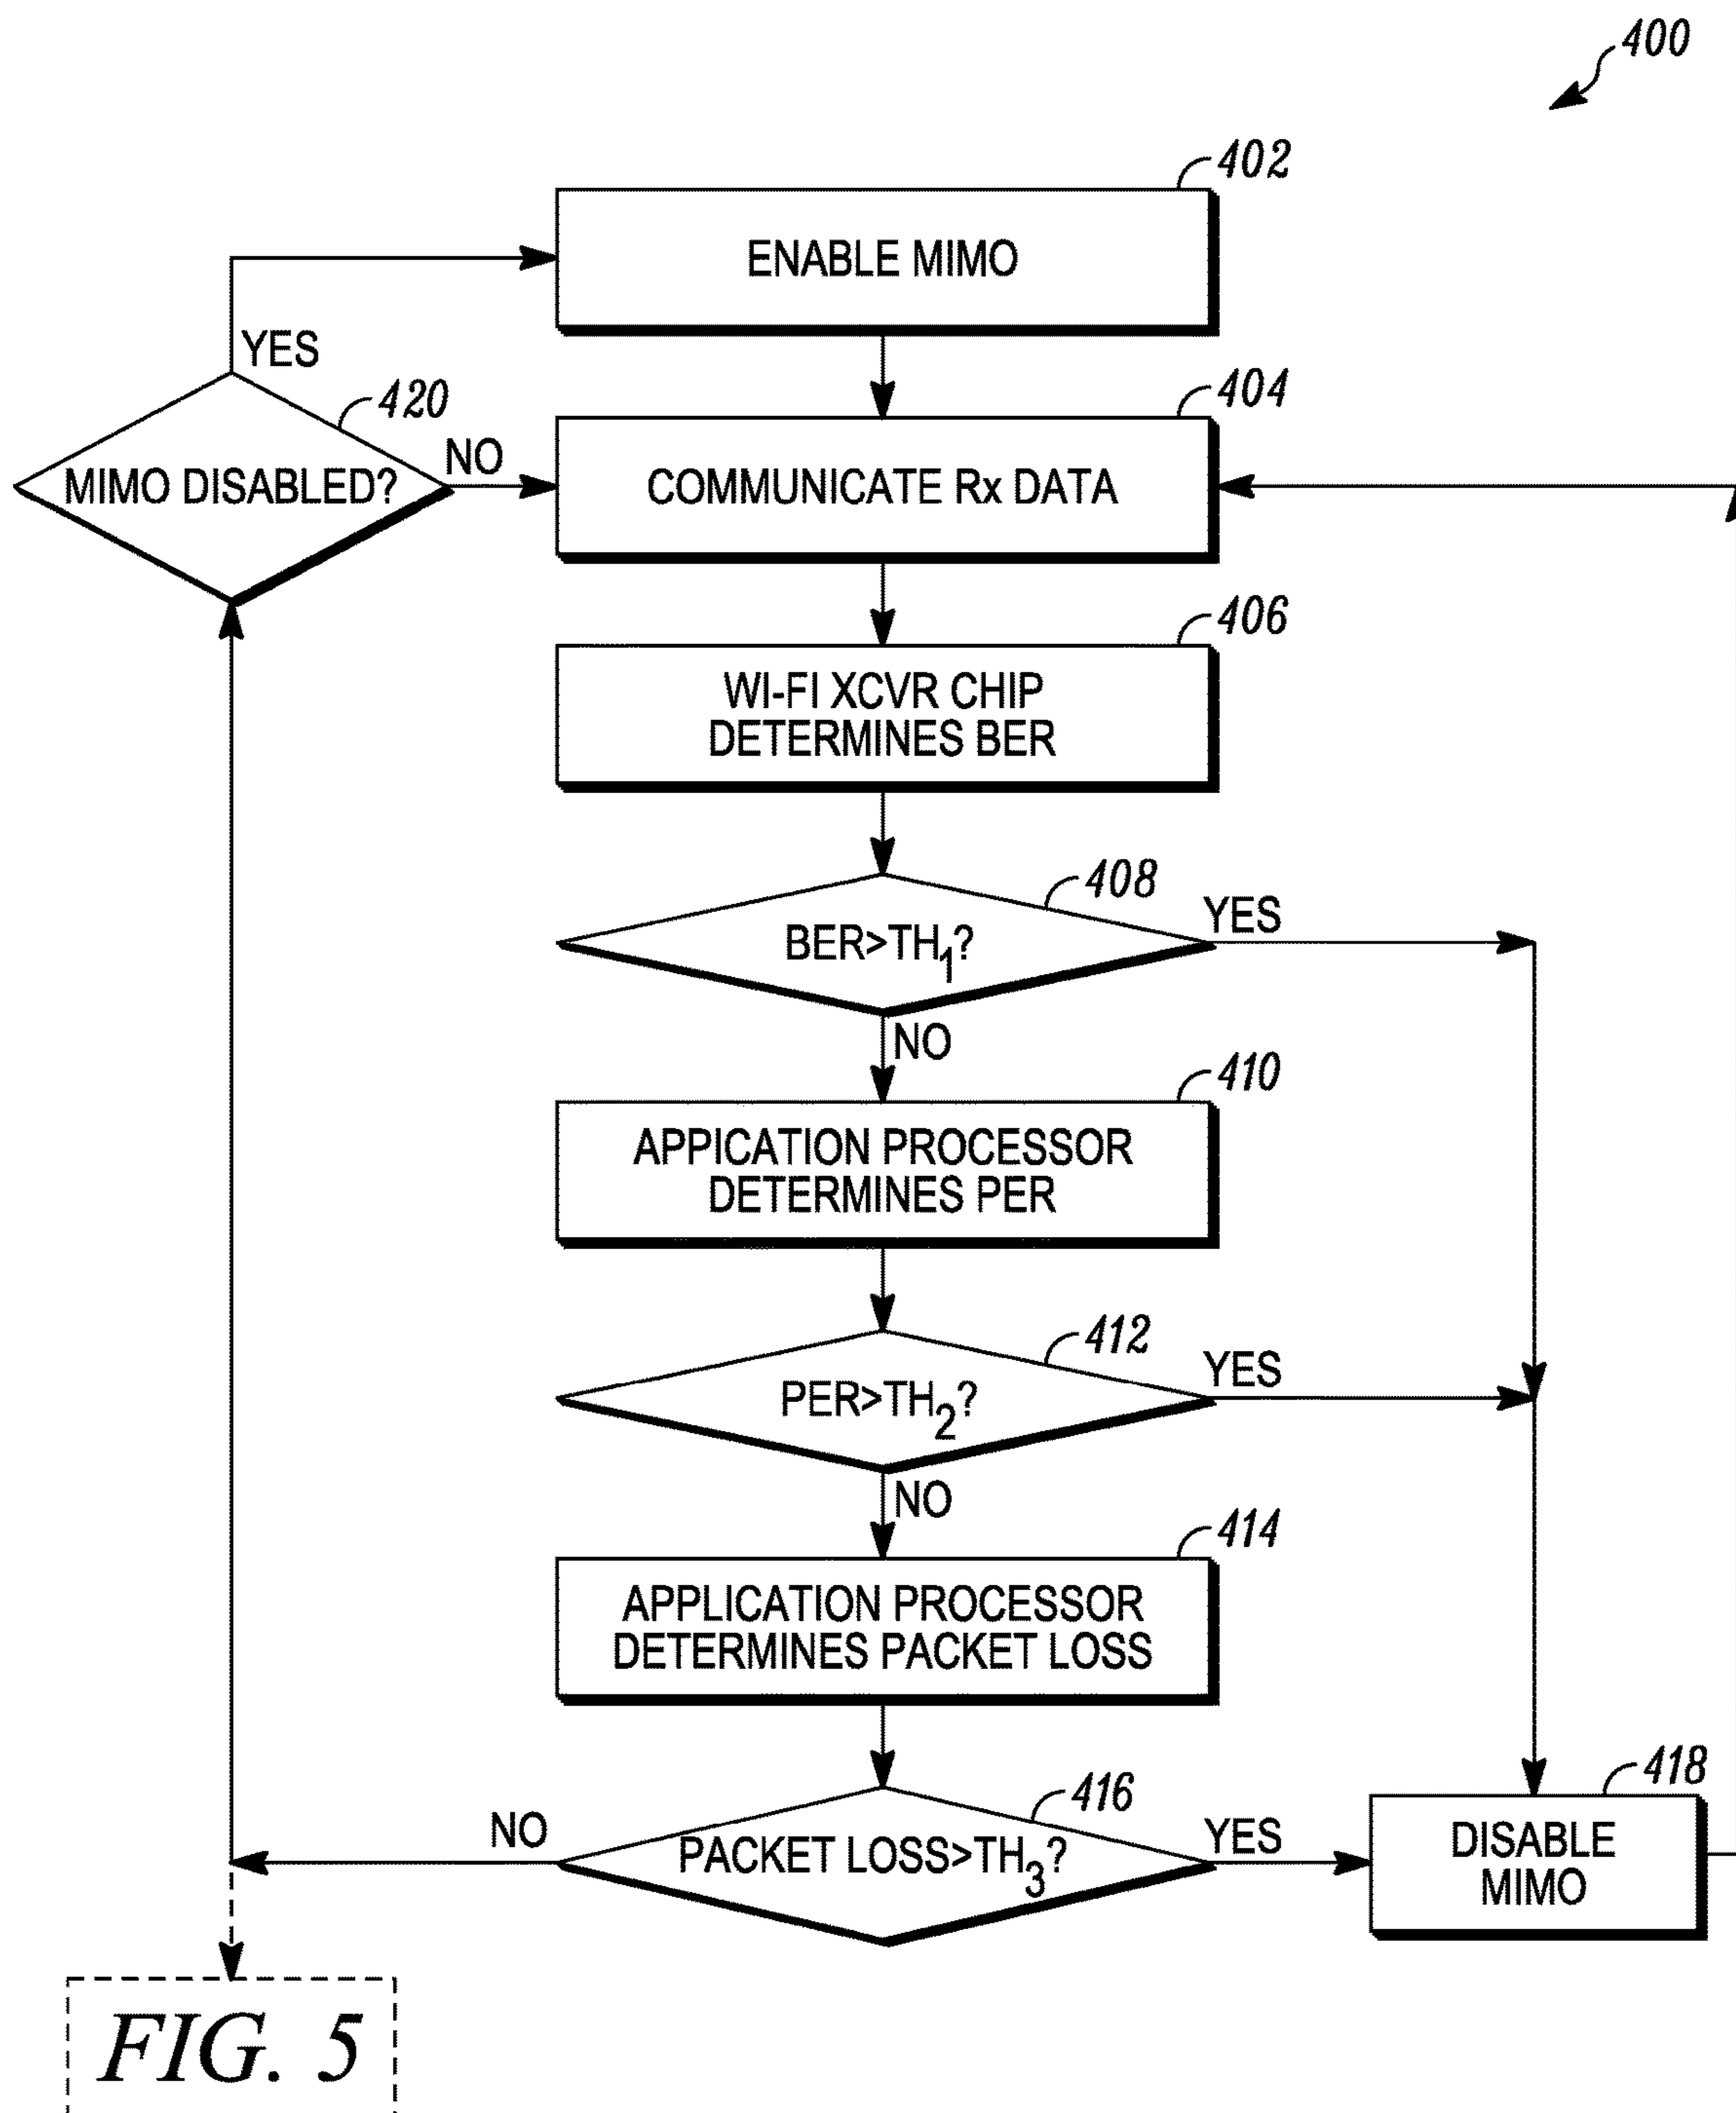 400
402
ENABLE MIMO
YES
420
MIMO DISABLED?
NO
404
COMMUNICATE Rx DATA
406
WI-FI XCVR CHIP
DETERMINES BER
408
BER>TH1?
YES
NO
410
APPICATION PROCESSOR
DETERMINES PER
412
PER>TH2?
YES
NO
414
APPLICATION PROCESSOR
DETERMINES PACKET LOSS
416
PACKET LOSS>TH3?
NO
YES
418
DISABLE
MIMO
FIG. 5